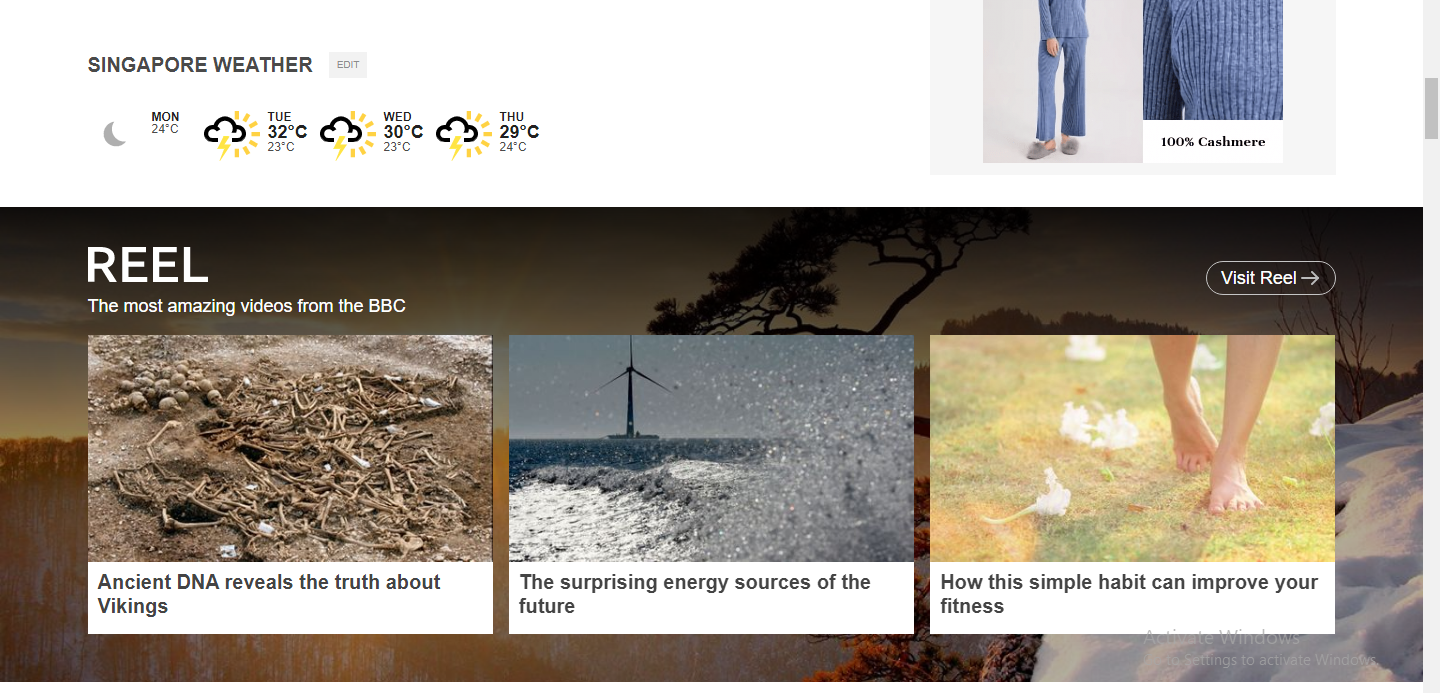 SINGAPORE WEATHER EDIT
MON
24°C
TUE
32°C
23°C
WED
30°C
23°C
THU
29°C
24°C
100% Cashmere
REEL
Visit Reel
The most amazing videos from the BBC
Ancient DNA reveals the truth about
Vikings
The surprising energy sources of the
future
How this simple habit can improve your
fitness
Activate Windows
to Settings to activate Windows.